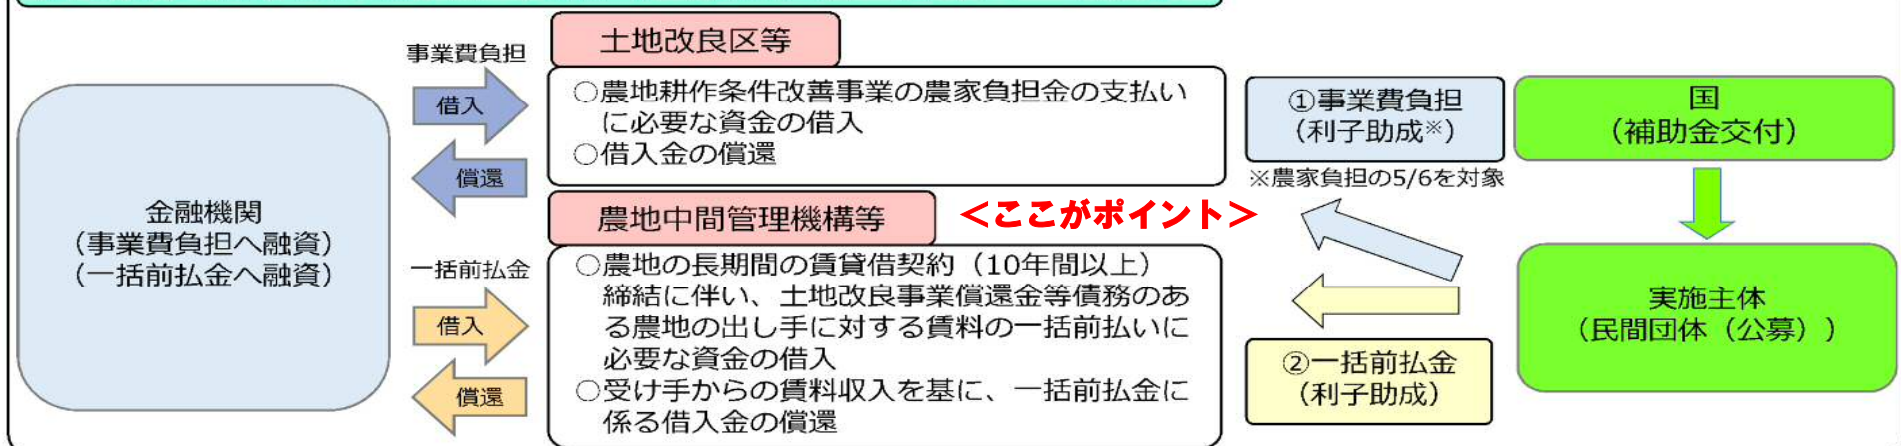 金融機関
（事業費負担へ融資）
（一括前払金へ融資）
事業費負担
借入
償還
土地改良区等
○農地耕作条件改善事業の農家負担金の支払い
に必要な資金の借入
○借入金の償還
一括前払金
借入
償還
農地中間管理機構等
＜ここがポイント＞
○農地の長期間の賃貸借契約（10年間以上）
締結に伴い、土地改良事業償還金等債務のあ
る農地の出し手に対する賃料の一括前払いに
必要な資金の借入
○受け手からの賃料収入を基に、一括前払金に
係る借入金の償還
①事業費負担
（利子助成※）
※農家負担の5/6を対象
②一括前払金
（利子助成）
国
（補助金交付）
実施主体
（民間団体（公募））